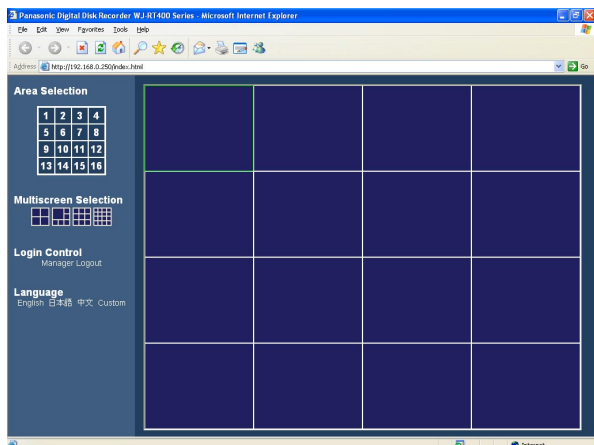 Panasonic Digital Disk Recorder WJ-RT400 Series - Microsoft Internet Explorer
File Edit View Favorites Tools Help
Address http://192.168.0.250/index.html Go
Area Selection
1 2 3 4
5 6 7 8
9 10 11 12
13 14 15 16
Multiscreen Selection
Login Control
Manager Logout
Language
English 日本語 中文 Custom
Internet